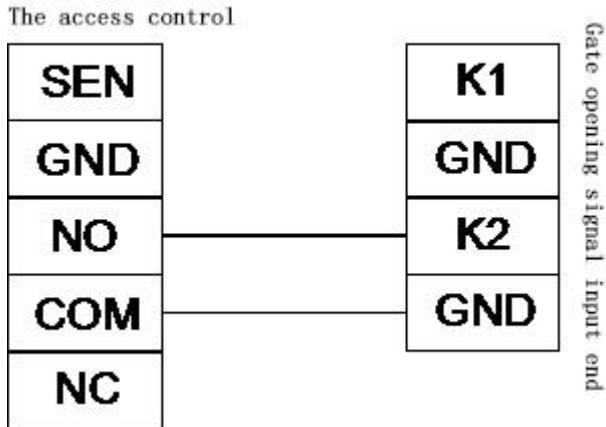 The access control
SEN
GND
NO
COM
NC
K1
GND
K2
GND
Gate opening signal input end